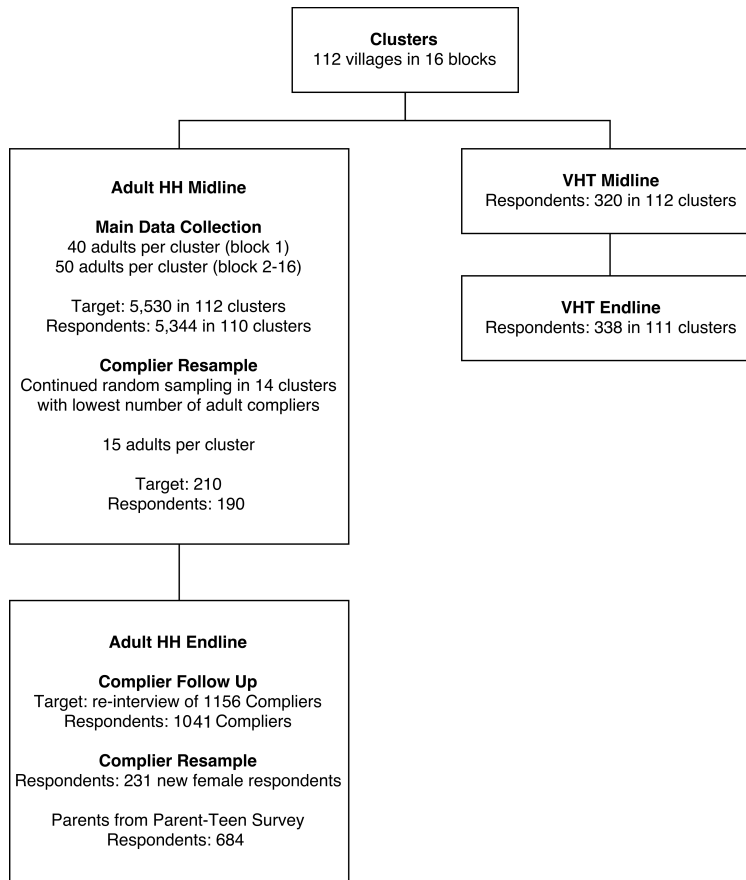 Clusters
112 villages in 16 blocks
Adult HH Midline
Main Data Collection
40 adults per cluster (block 1)
50 adults per cluster (block 2-16)
Target: 5,530 in 112 clusters
Respondents: 5,344 in 110 clusters
Complier Resample
Continued random sampling in 14 clusters
with lowest number of adult compliers
15 adults per cluster
Target: 210
Respondents: 190
VHT Midline
Respondents: 320 in 112 clusters
VHT Endline
Respondents: 338 in 111 clusters
Adult HH Endline
Complier Follow Up
Target: re-interview of 1156 Compliers
Respondents: 1041 Compliers
Complier Resample
Respondents: 231 new female respondents
Parents from Parent-Teen Survey
Respondents: 684